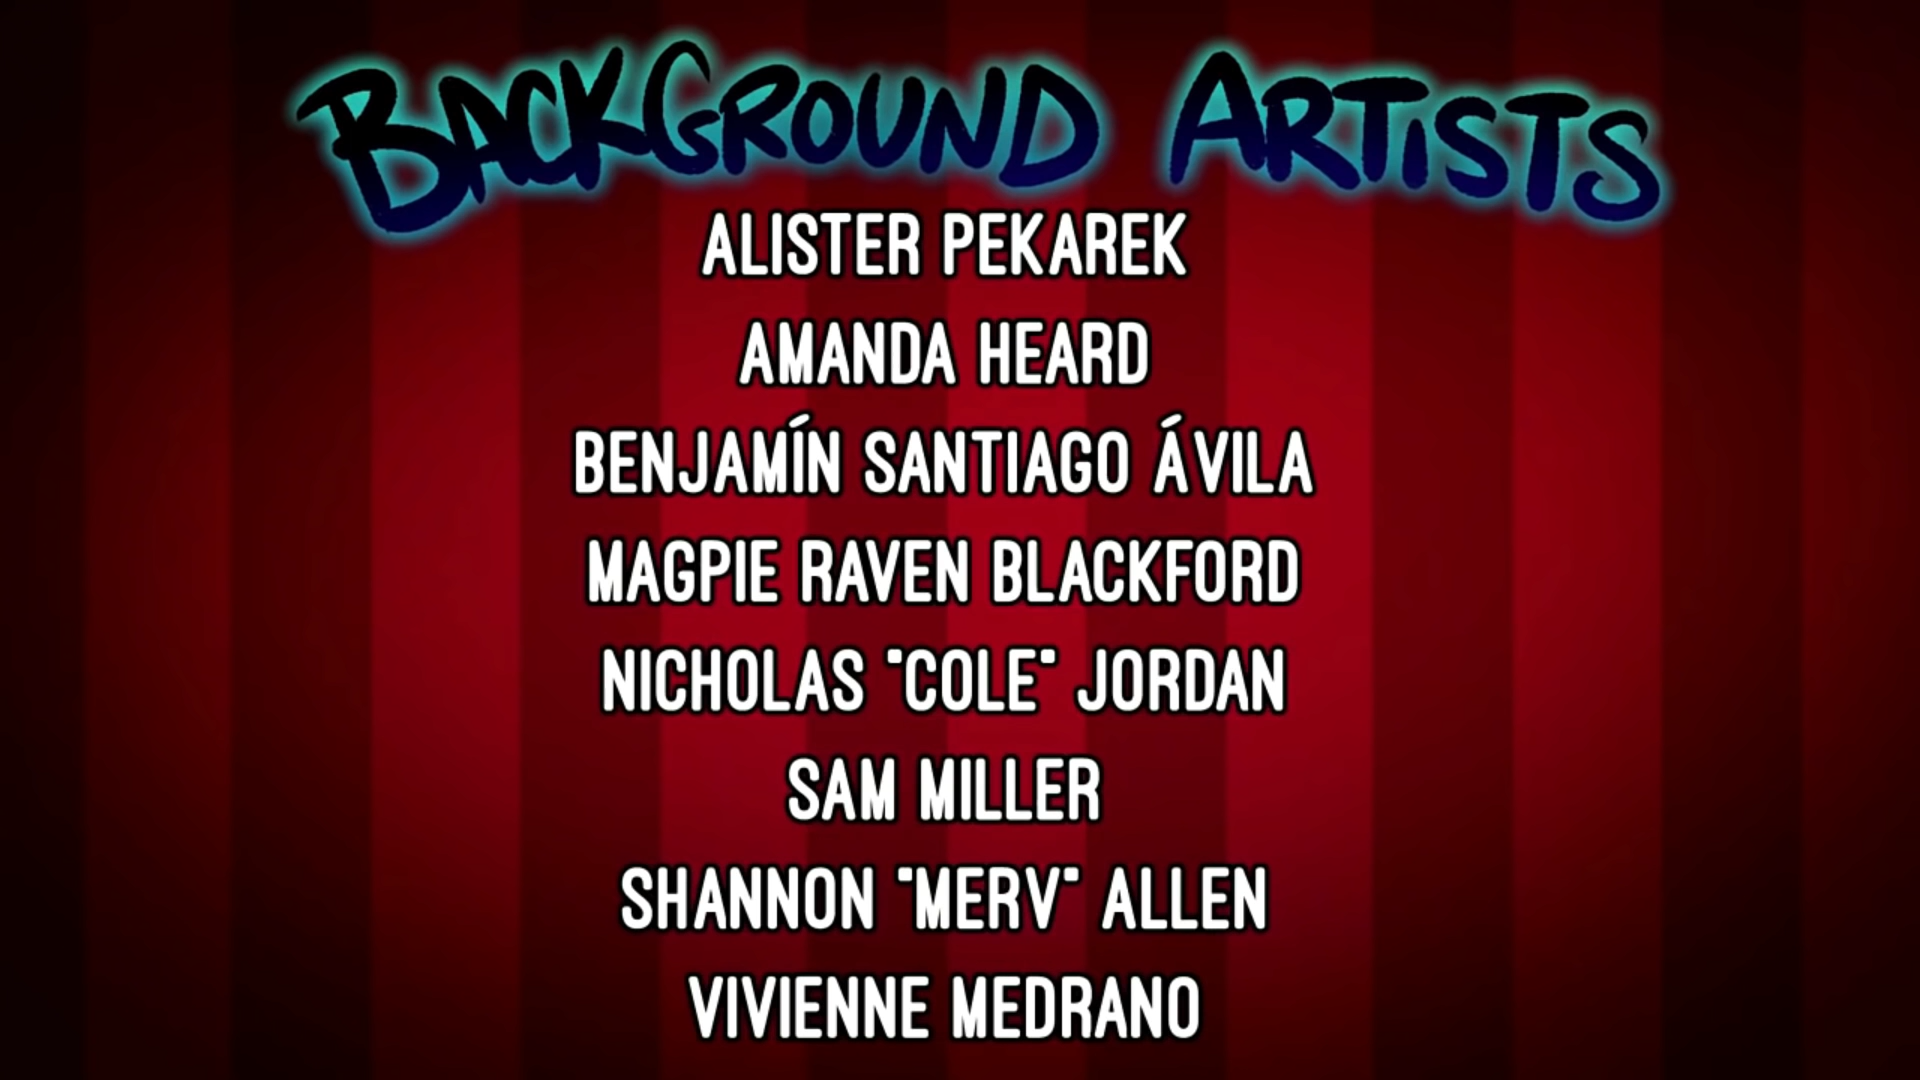 BACKGROUND ARTISTS
ALISTER PEKAREK
AMANDA HEARD
BENJAMÍN SANTIAGO ÁVILA
MAGPIE RAVEN BLACKFORD
NICHOLAS "COLE" JORDAN
SAM MILLER
SHANNON "MERV" ALLEN
VIVIENNE MEDRANO